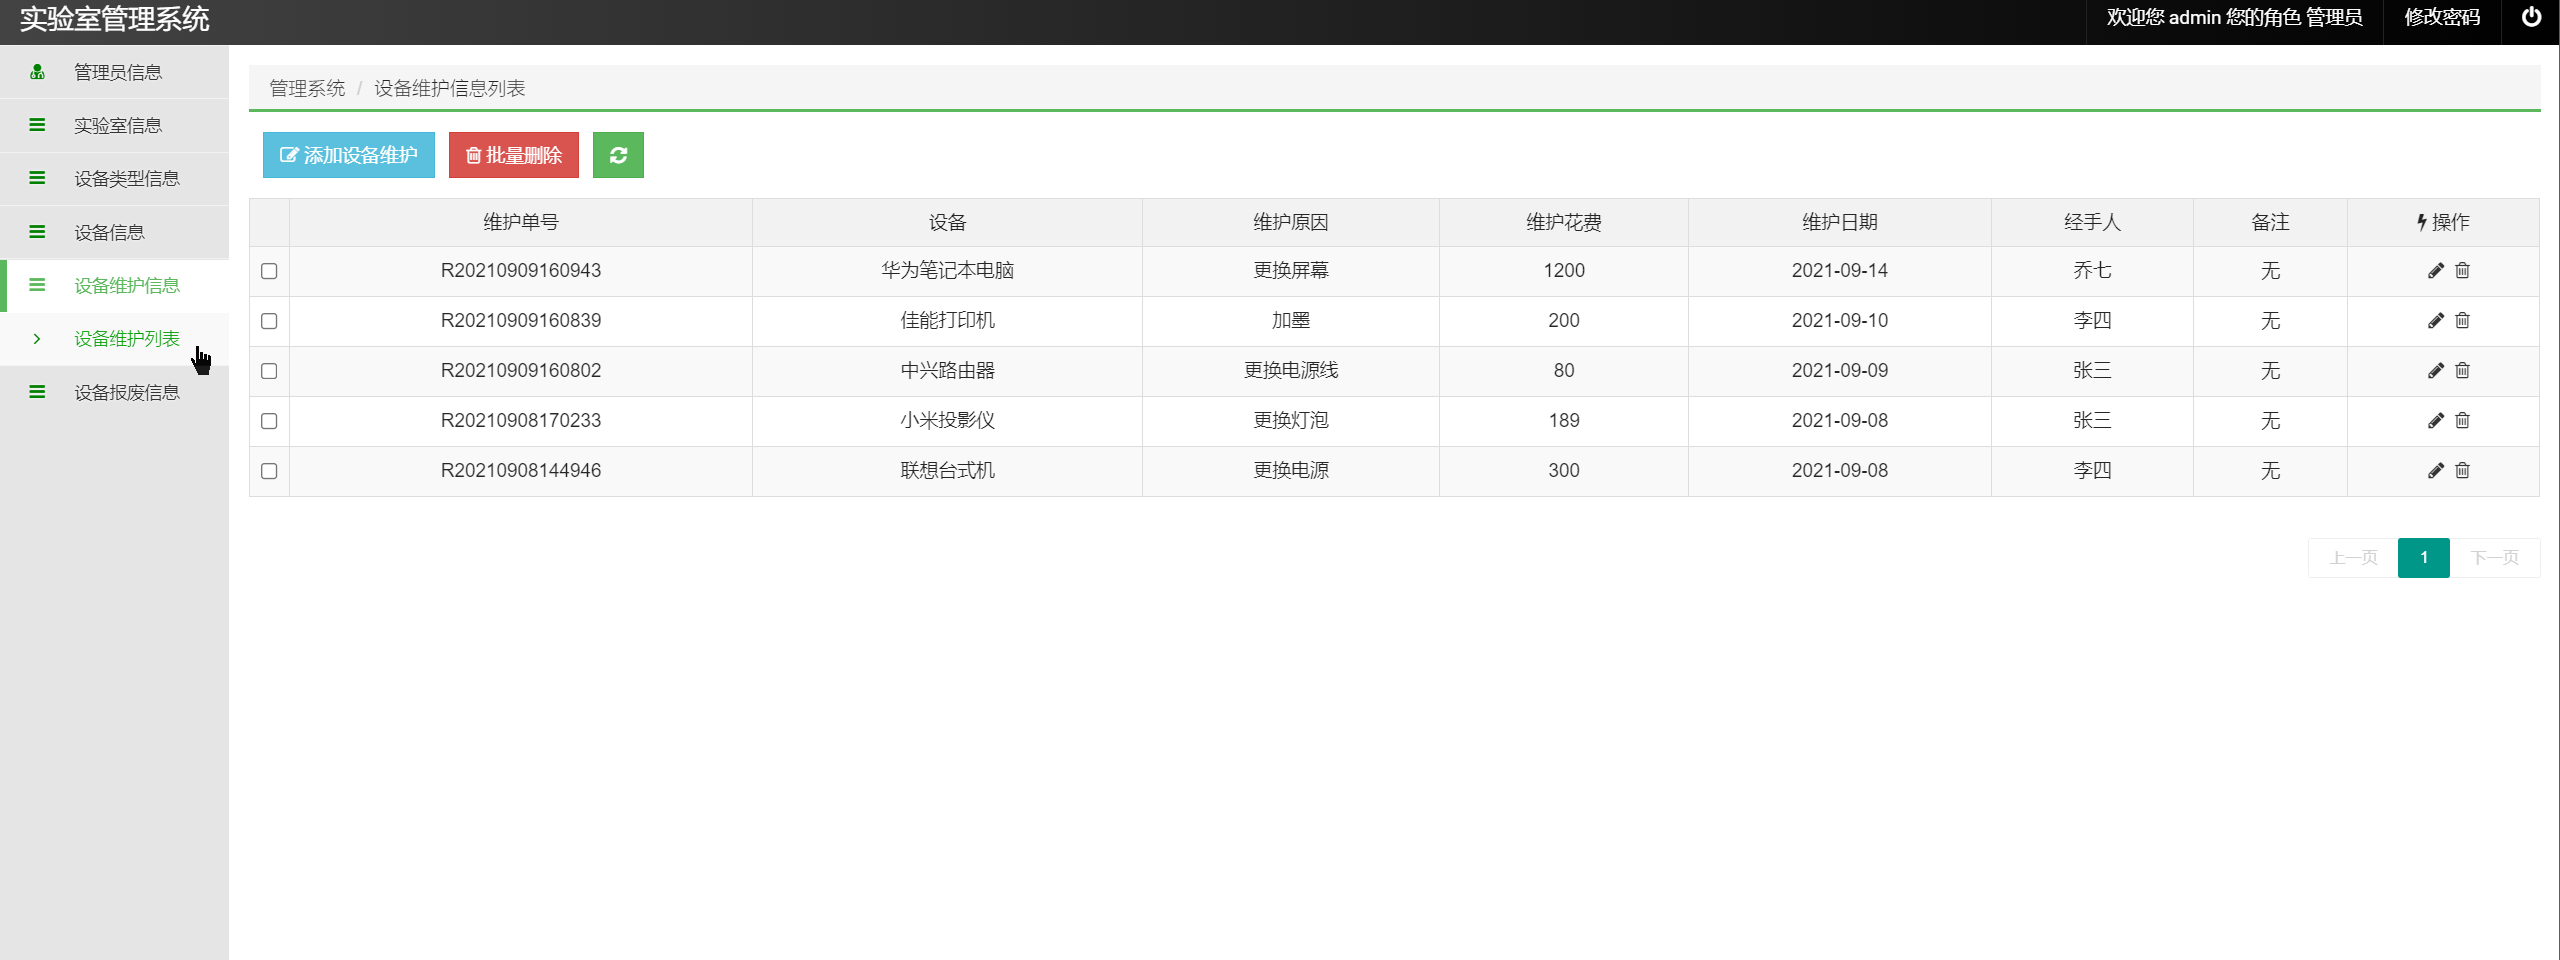 实验室管理系统
欢迎您 admin 您的角色 管理员
修改密码
管理员信息
实验室信息
设备类型信息
设备信息
设备维护信息
设备维护列表
设备报废信息
管理系统 / 设备维护信息列表
添加设备维护 批量删除
维护单号 设备 维护原因 维护花费 维护日期 经手人 备注 操作
R20210909160943 华为笔记本电脑 更换屏幕 1200 2021-09-14 乔七 无
R20210909160839 佳能打印机 加墨 200 2021-09-10 李四 无
R20210909160802 中兴路由器 更换电源线 80 2021-09-09 张三 无
R20210908170233 小米投影仪 更换灯泡 189 2021-09-08 张三 无
R20210908144946 联想台式机 更换电源 300 2021-09-08 李四 无
上一页 1 下一页